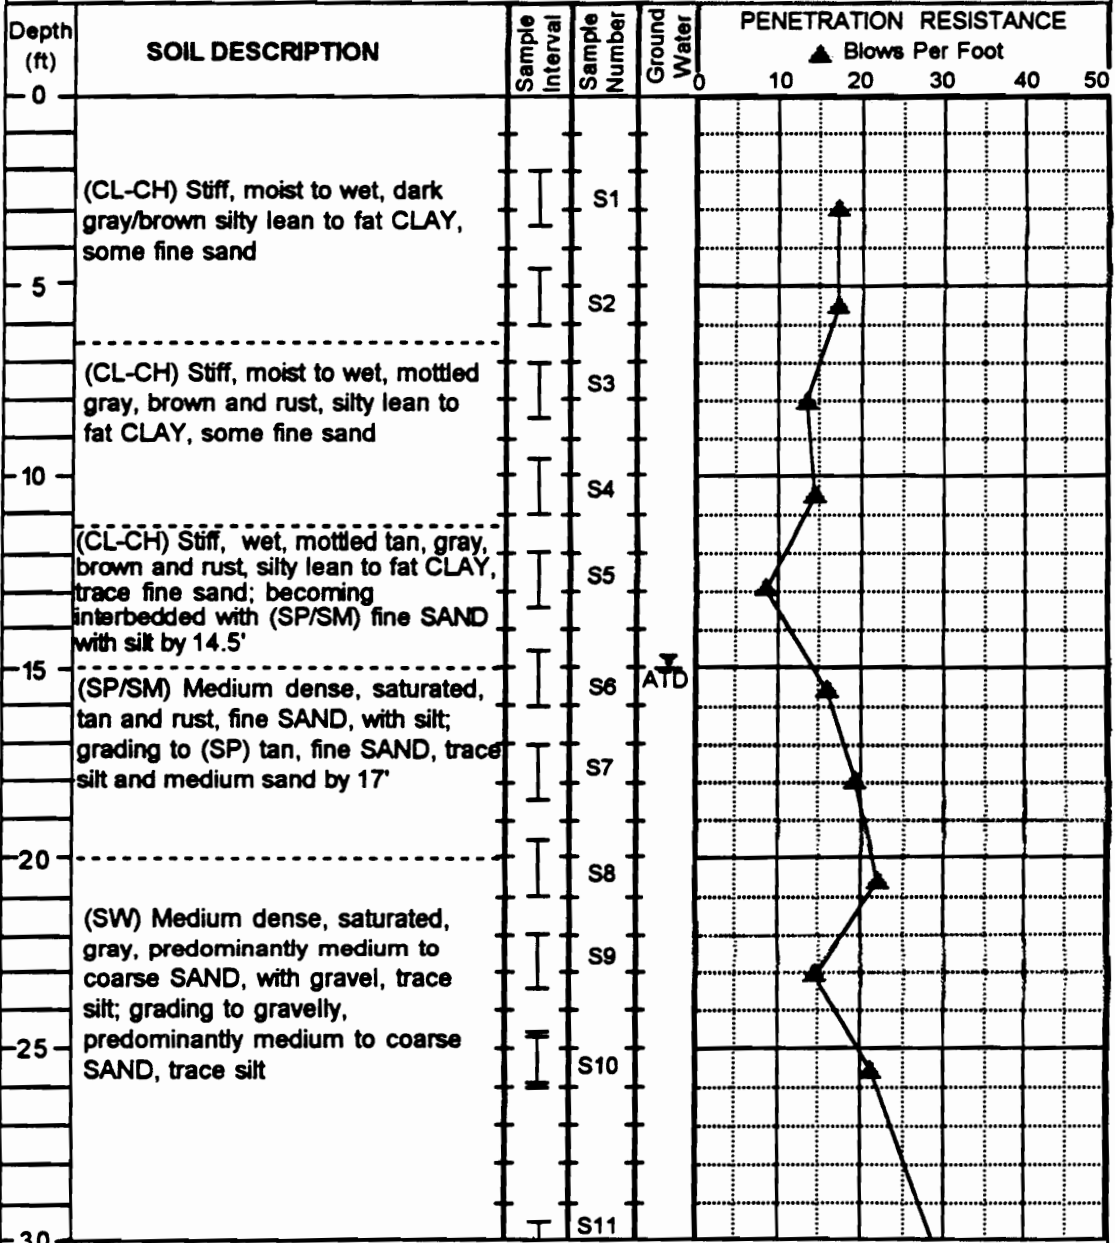 Depth
(ft)
SOIL DESCRIPTION
Sample
Interval
Sample
Number
Ground
Water
PENETRATION RESISTANCE
▲ Blows Per Foot
0 10 20 30 40 50
0
(CL-CH) Stiff, moist to wet, dark
gray/brown silty lean to fat CLAY,
some fine sand
S1
5
S2
(CL-CH) Stiff, moist to wet, mottled
gray, brown and rust, silty lean to
fat CLAY, some fine sand
S3
10
S4
(CL-CH) Stiff, wet, mottled tan, gray,
brown and rust, silty lean to fat CLAY,
trace fine sand; becoming
interbedded with (SP/SM) fine SAND
with silt by 14.5'
S5
15
ATD
(SP/SM) Medium dense, saturated,
tan and rust, fine SAND, with silt;
grading to (SP) tan, fine SAND, trace
silt and medium sand by 17'
S6
S7
20
S8
(SW) Medium dense, saturated,
gray, predominantly medium to
coarse SAND, with gravel, trace
silt; grading to gravelly,
predominantly medium to coarse
SAND, trace silt
S9
25
S10
S11
30